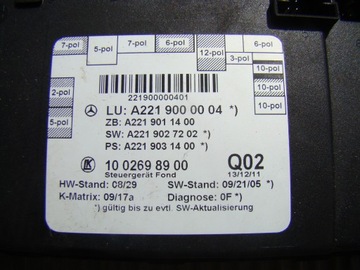 7-pol
5-pol
6-pol
6-pol
12-pol
3-pol
2-pol
10-pol
5-pol
10-pol
10-pol
221900000401
LU: A221 900 00 04 *)
ZB: A221 901 14 00
SW: A221 902 72 02 *)
PS: A221 903 14 00 *)
10 0269 89 00
Q02
Steuergerät Fond
13/12/11
HW-Stand: 08/29
SW-Stand: 09/21/05 *)
K-Matrix: 09/17a
Diagnose: 0F *)
*) gültig bis zu evtl. SW-Aktualisierung